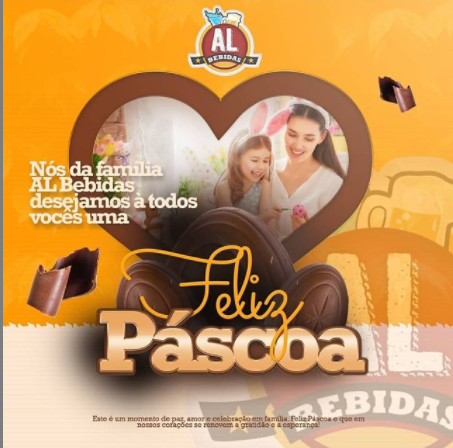 AL
BEBIDAS
Nós da família
AL Bebidas
desejamos à todos
vocês uma
Feliz
Páscoa
AL
BEBIDAS
Este é um momento de paz, amor e celebração em família. Feliz Páscoa e que em
nossos corações se renovem a gratidão e a esperança!